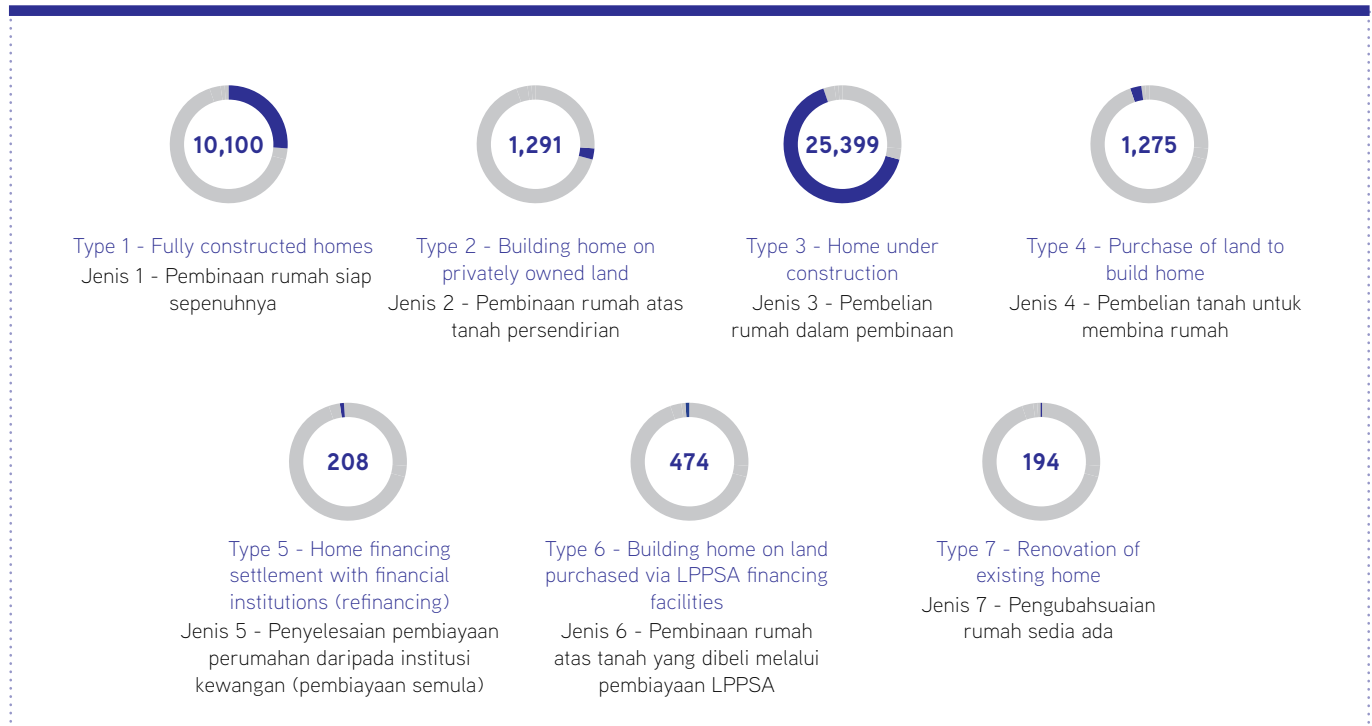 10,100
Type 1 - Fully constructed homes
Jenis 1 - Pembinaan rumah siap
sepenuhnya
1,291
Type 2 - Building home on
privately owned land
Jenis 2 - Pembinaan rumah atas
tanah persendirian
25,399
Type 3 - Home under
construction
Jenis 3 - Pembelian
rumah dalam pembinaan
1,275
Type 4 - Purchase of land to
build home
Jenis 4 - Pembelian tanah untuk
membina rumah
208
Type 5 - Home financing
settlement with financial
institutions (refinancing)
Jenis 5 - Penyelesaian pembiayaan
perumahan daripada institusi
kewangan (pembiayaan semula)
474
Type 6 - Building home on land
purchased via LPPSA financing
facilities
Jenis 6 - Pembinaan rumah
atas tanah yang dibeli melalui
pembiayaan LPPSA
194
Type 7 - Renovation of
existing home
Jenis 7 - Pengubahsuaian
rumah sedia ada